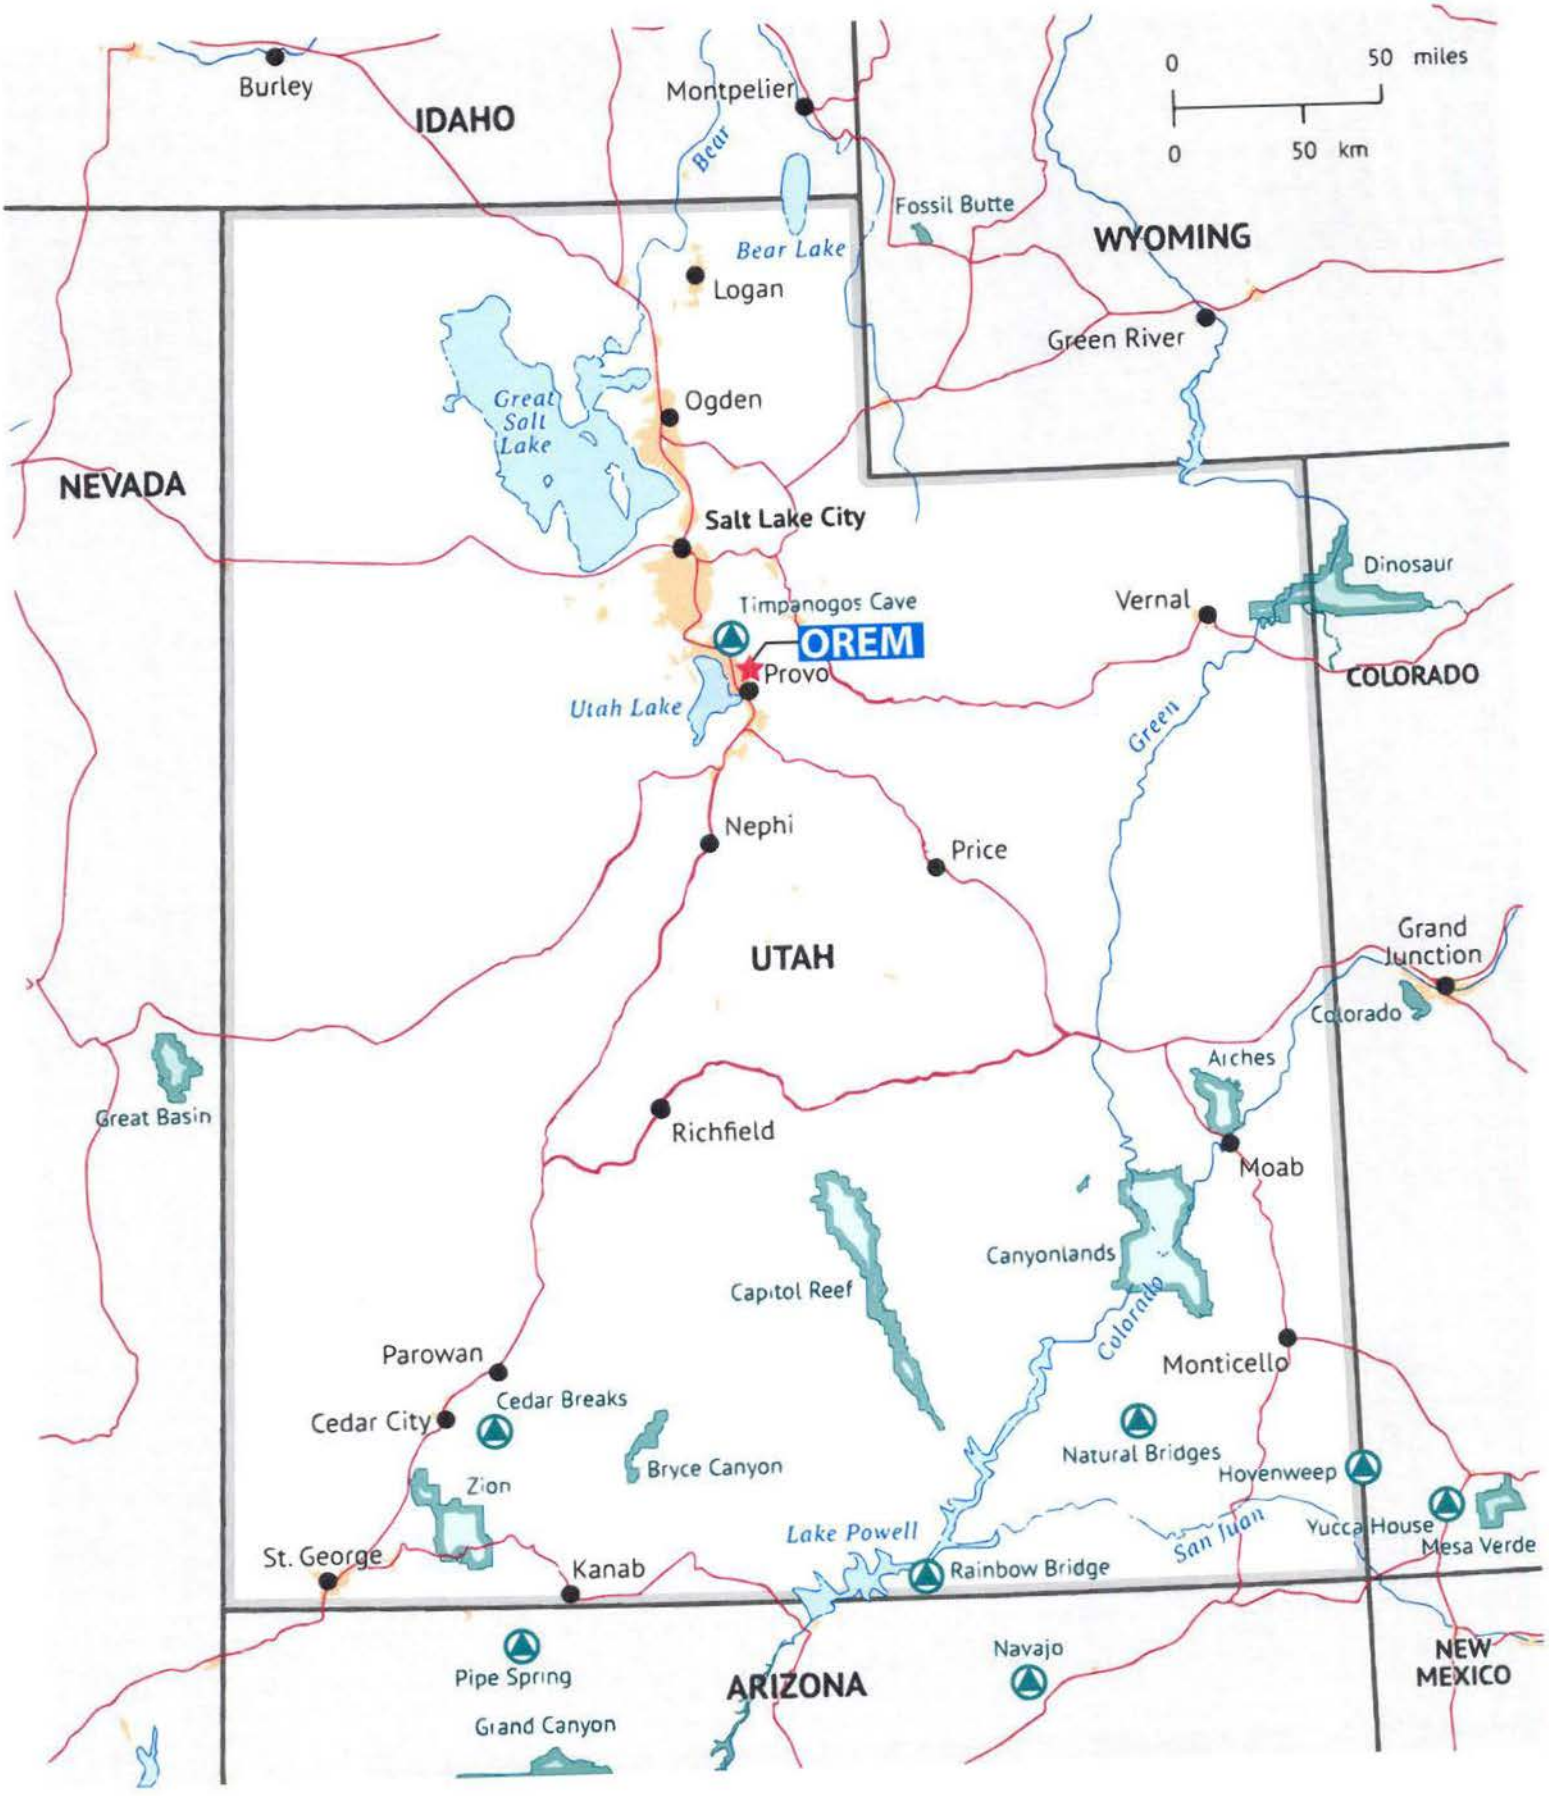 0 50 miles
0 50 km
Burley
IDAHO
Montpelier
Bear
Fossil Butte
WYOMING
Bear Lake
Logan
Green River
Great
Salt
Lake
Ogden
NEVADA
Salt Lake City
Dinosaur
Timpanogos Cave
Vernal
OREM
Provo
COLORADO
Utah Lake
Green
Nephi
Price
UTAH
Grand
Junction
Colorado
Arches
Great Basin
Richfield
Moab
Canyonlands
Capitol Reef
Colorado
Parowan
Monticello
Cedar Breaks
Cedar City
Natural Bridges
Bryce Canyon
Hovenweep
Zion
Lake Powell
San Juan
Yucca House
Mesa Verde
St. George
Kanab
Rainbow Bridge
Navajo
NEW
MEXICO
Pipe Spring
ARIZONA
Grand Canyon